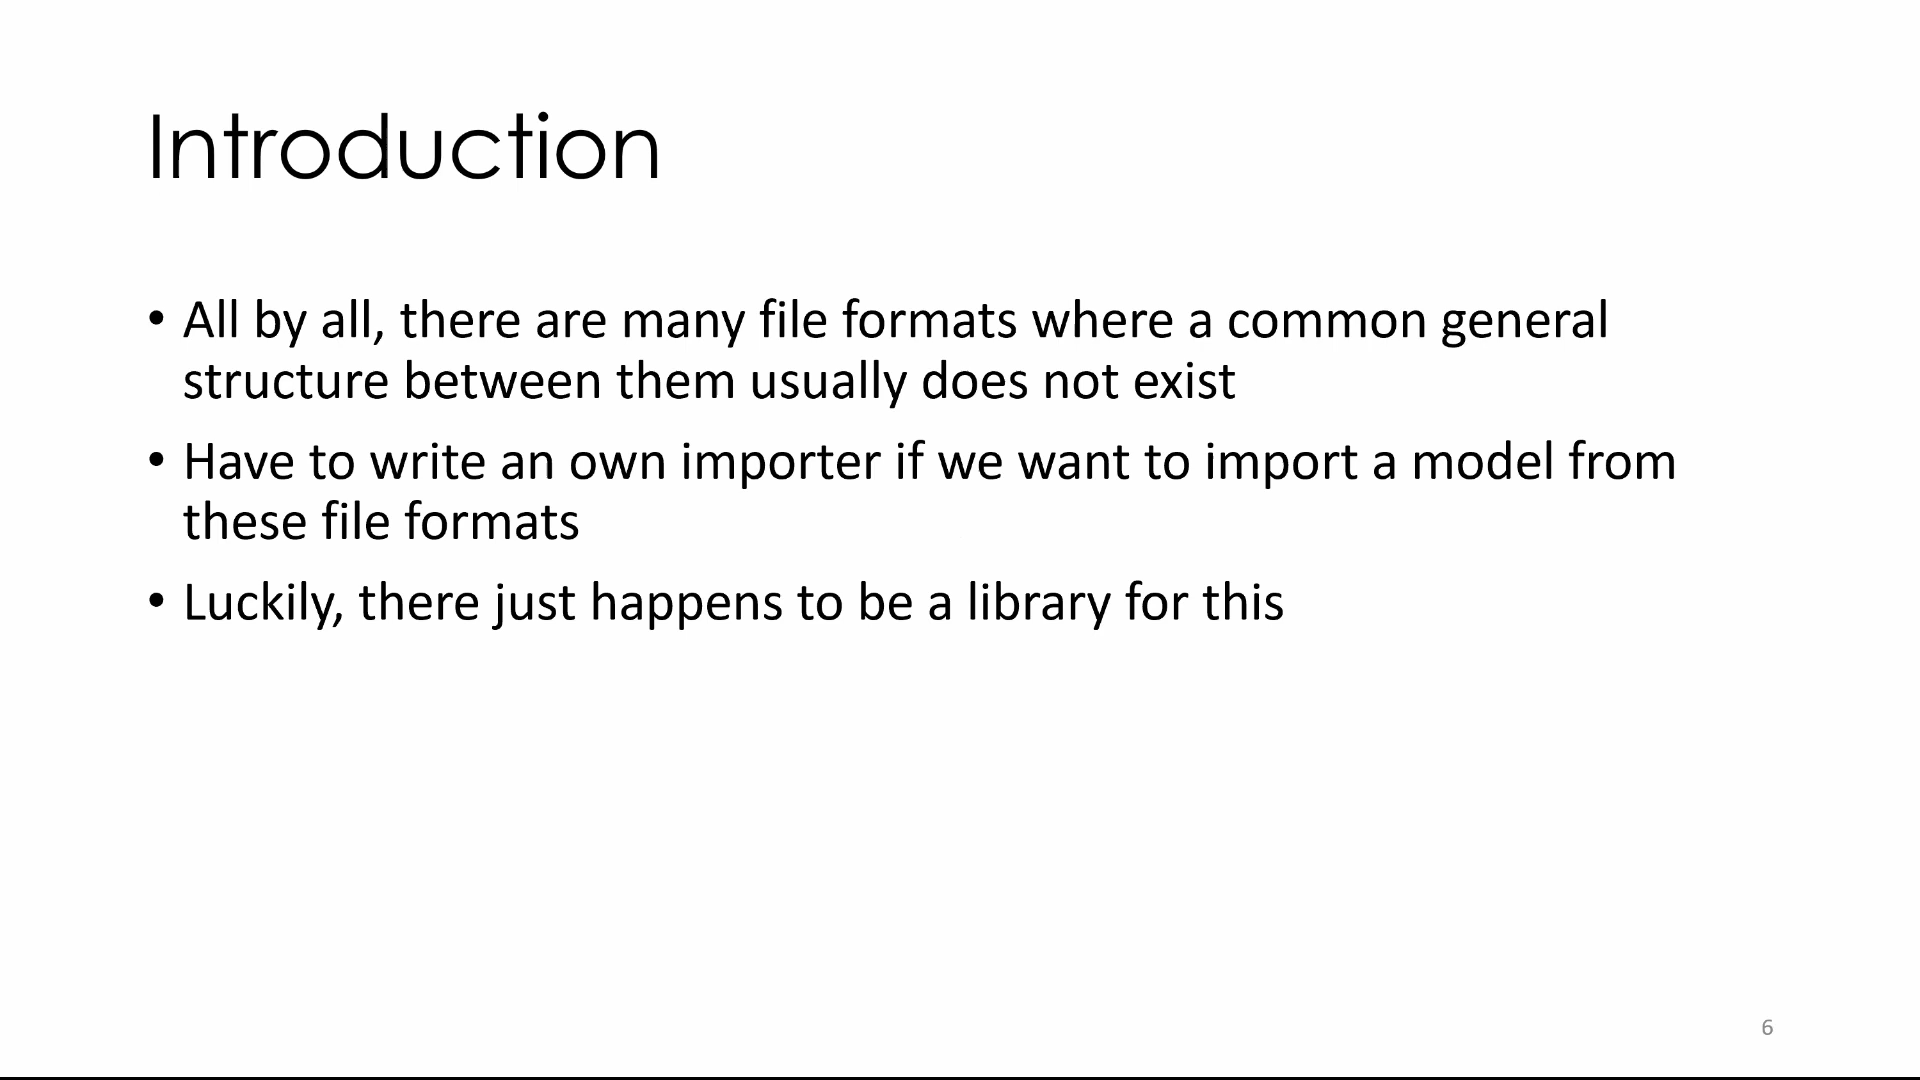 Introduction
• All by all, there are many file formats where a common general
structure between them usually does not exist
• Have to write an own importer if we want to import a model from
these file formats
• Luckily, there just happens to be a library for this
6